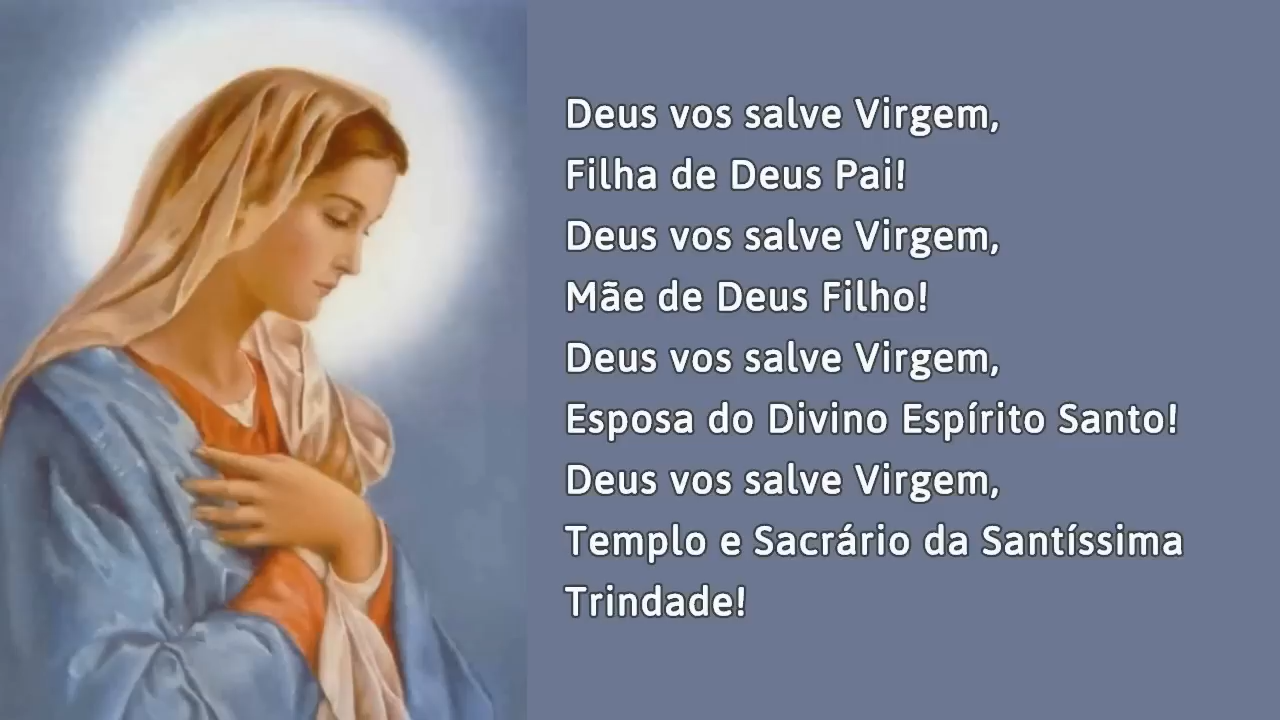 Deus vos salve Virgem,
Filha de Deus Pai!
Deus vos salve Virgem,
Mãe de Deus Filho!
Deus vos salve Virgem,
Esposa do Divino Espírito Santo!
Deus vos salve Virgem,
Templo e Sacrário da Santíssima
Trindade!